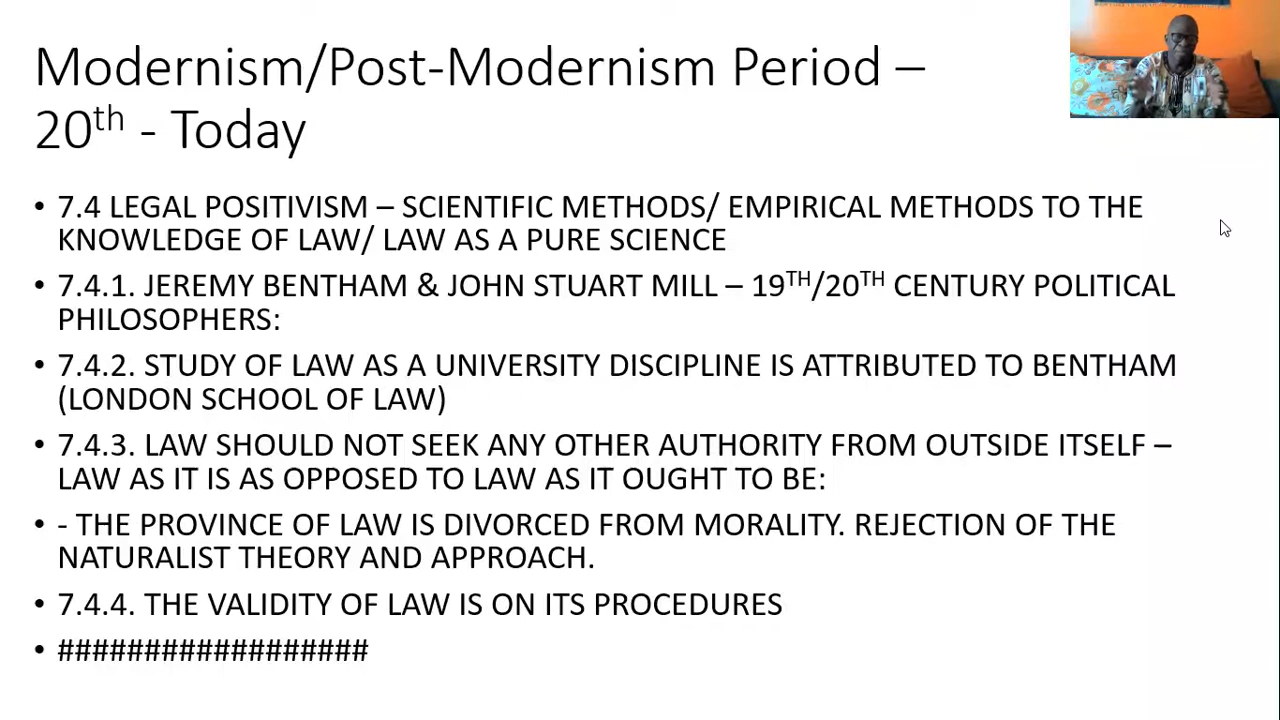 Modernism/Post-Modernism Period –
20th - Today
• 7.4 LEGAL POSITIVISM – SCIENTIFIC METHODS/ EMPIRICAL METHODS TO THE
KNOWLEDGE OF LAW/ LAW AS A PURE SCIENCE
• 7.4.1. JEREMY BENTHAM & JOHN STUART MILL – 19TH/20TH CENTURY POLITICAL
PHILOSOPHERS:
• 7.4.2. STUDY OF LAW AS A UNIVERSITY DISCIPLINE IS ATTRIBUTED TO BENTHAM
(LONDON SCHOOL OF LAW)
• 7.4.3. LAW SHOULD NOT SEEK ANY OTHER AUTHORITY FROM OUTSIDE ITSELF –
LAW AS IT IS AS OPPOSED TO LAW AS IT OUGHT TO BE:
• - THE PROVINCE OF LAW IS DIVORCED FROM MORALITY. REJECTION OF THE
NATURALIST THEORY AND APPROACH.
• 7.4.4. THE VALIDITY OF LAW IS ON ITS PROCEDURES
• ##################